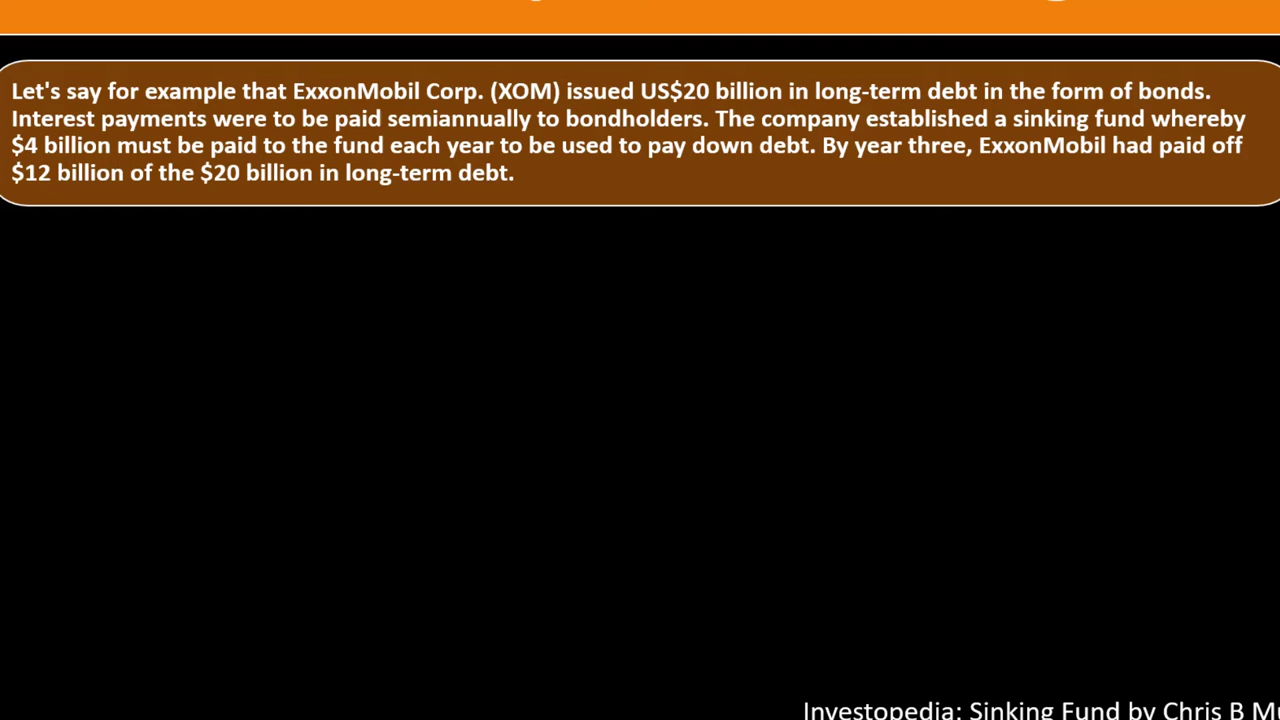 Let's say for example that ExxonMobil Corp. (XOM) issued US$20 billion in long-term debt in the form of bonds.
Interest payments were to be paid semiannually to bondholders. The company established a sinking fund whereby
$4 billion must be paid to the fund each year to be used to pay down debt. By year three, ExxonMobil had paid off
$12 billion of the $20 billion in long-term debt.
Investopedia: Sinking Fund by Chris B